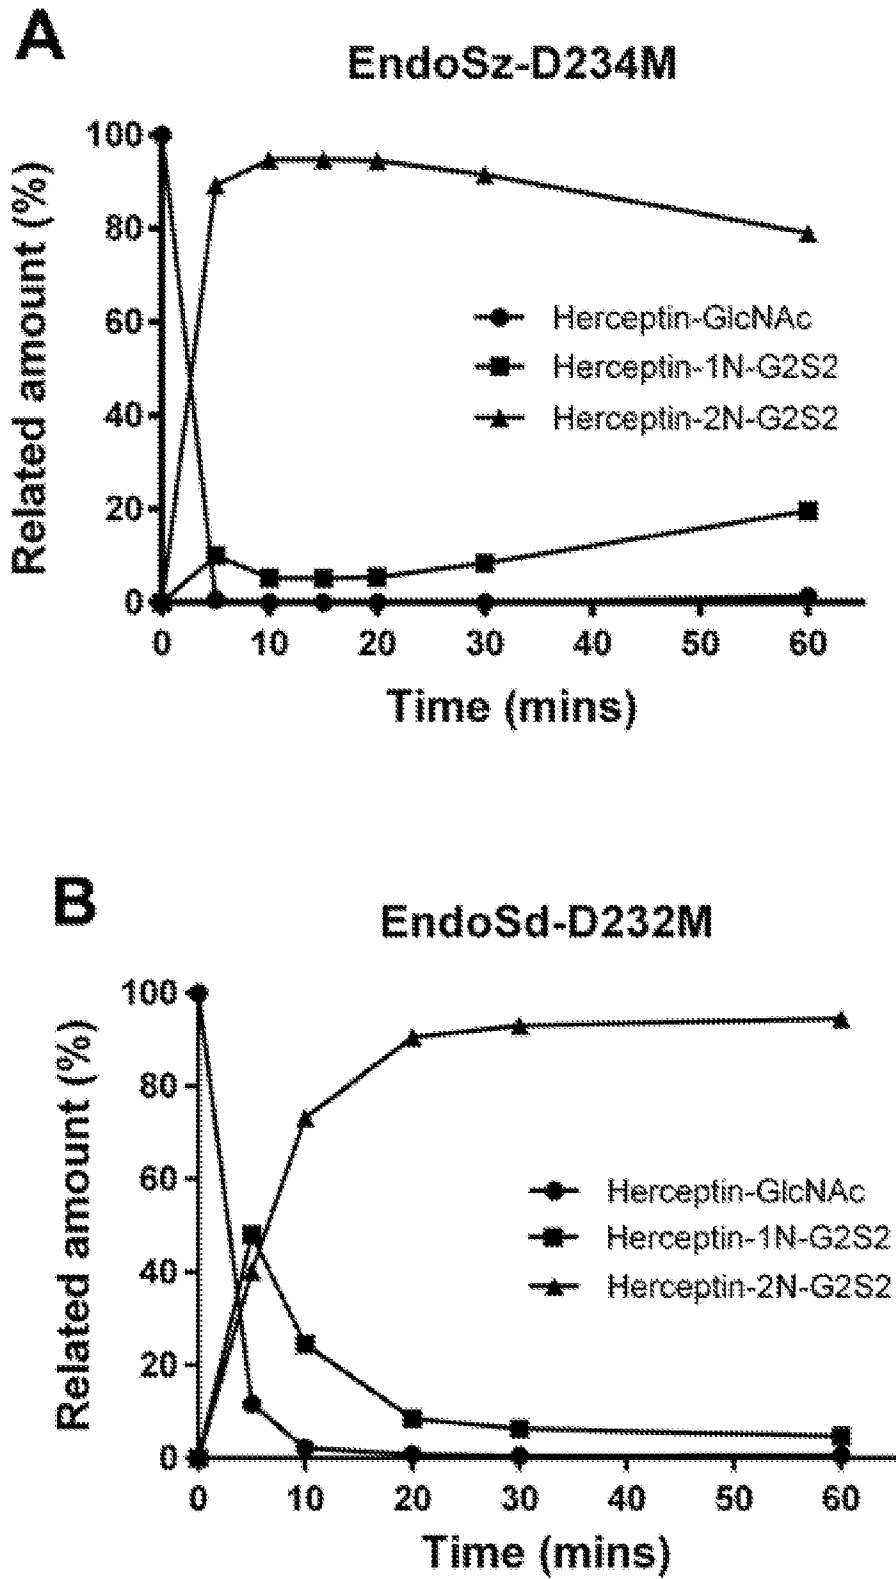 A
EndoSz-D234M
Related amount (%)
100
80
60
40
20
0
Herceptin-GlcNAc
Herceptin-1N-G2S2
Herceptin-2N-G2S2
0 10 20 30 40 50 60
Time (mins)
B
EndoSd-D232M
Related amount (%)
100
80
60
40
20
0
Herceptin-GlcNAc
Herceptin-1N-G2S2
Herceptin-2N-G2S2
0 10 20 30 40 50 60
Time (mins)